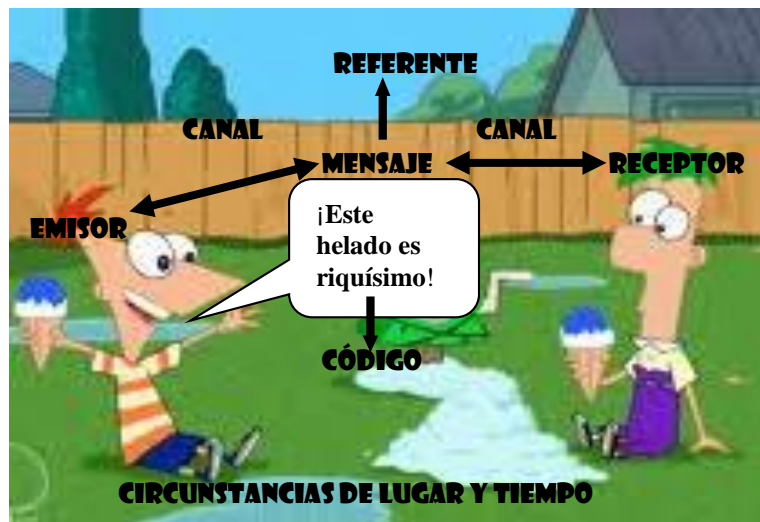 REFERENTE
CANAL
CANAL
MENSAJE
RECEPTOR
EMISOR
¡Este
helado es
riquísimo!
CÓDIGO
CIRCUNSTANCIAS DE LUGAR Y TIEMPO